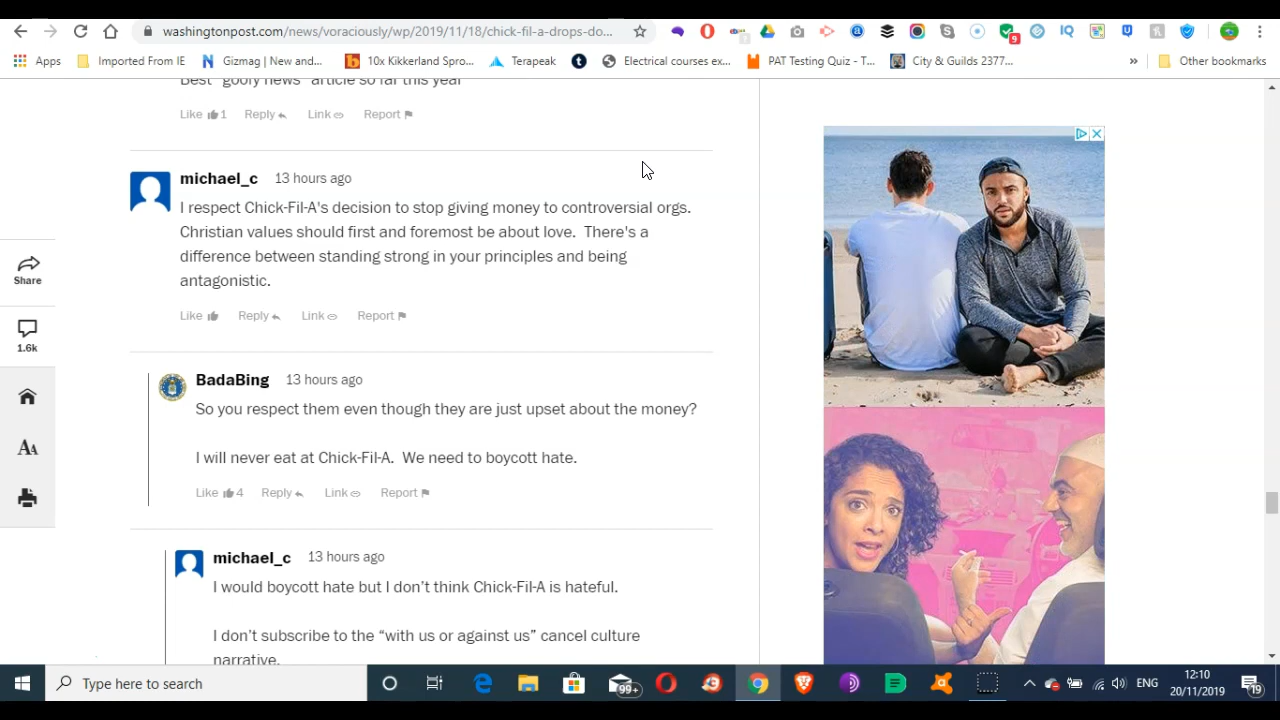 washingtonpost.com/news/voraciously/wp/2019/11/18/chick-fil-a-drops-do...
9
IQ
Apps Imported From IE Gizmag | New and... 10x Kikkerland Spro... Terapeak Electrical courses ex... PAT Testing Quiz - T... City & Guilds 2377... » Other bookmarks
Best "goofy news" article so far this year
Like 1 Reply Link Report
michael_c 13 hours ago
I respect Chick-Fil-A's decision to stop giving money to controversial orgs.
Christian values should first and foremost be about love. There's a
difference between standing strong in your principles and being
antagonistic.
Like Reply Link Report
Share
1.6k
AA
BadaBing 13 hours ago
So you respect them even though they are just upset about the money?
I will never eat at Chick-Fil-A. We need to boycott hate.
Like 4 Reply Link Report
michael_c 13 hours ago
I would boycott hate but I don't think Chick-Fil-A is hateful.
I don't subscribe to the “with us or against us” cancel culture
narrative.
Type here to search
99+
ENG
12:10
20/11/2019
19